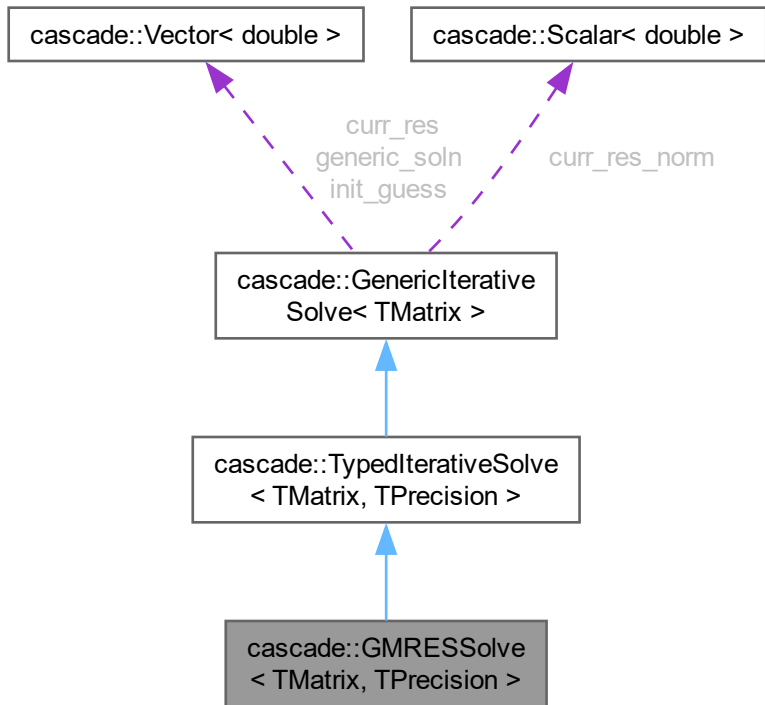 cascade::Vector< double >
cascade::Scalar< double >
curr_res
generic_soln
init_guess
curr_res_norm
cascade::GenericIterative
Solve< TMatrix >
cascade::TypedIterativeSolve
< TMatrix, TPrecision >
cascade::GMRESSolve
< TMatrix, TPrecision >